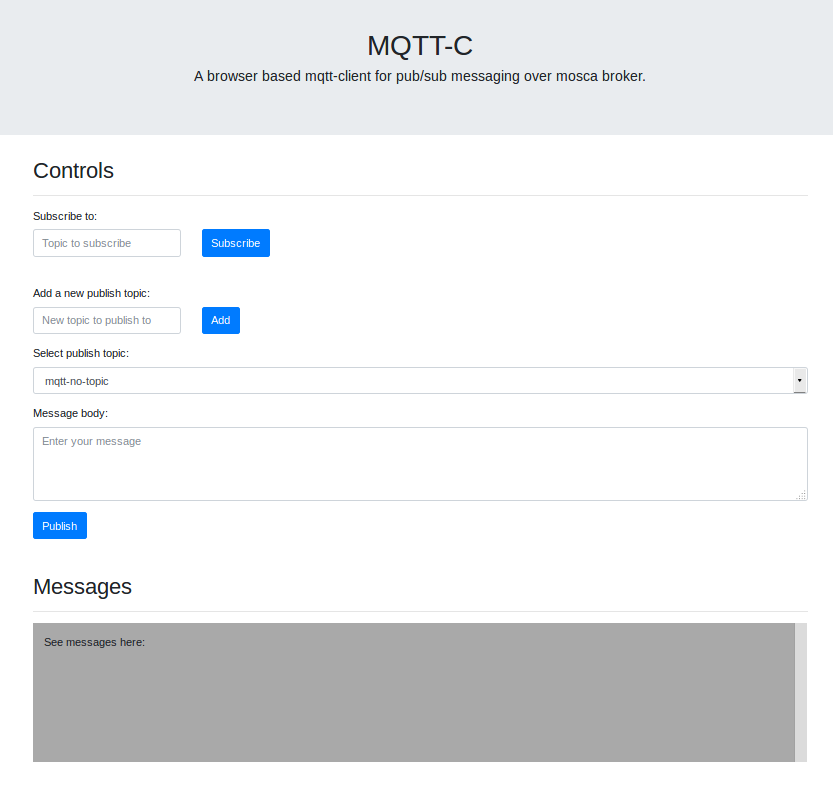 MQTT-C
A browser based mqtt-client for pub/sub messaging over mosca broker.
Controls
Subscribe to:
Topic to subscribe
Subscribe
Add a new publish topic:
New topic to publish to
Add
Select publish topic:
mqtt-no-topic
Message body:
Enter your message
Publish
Messages
See messages here: